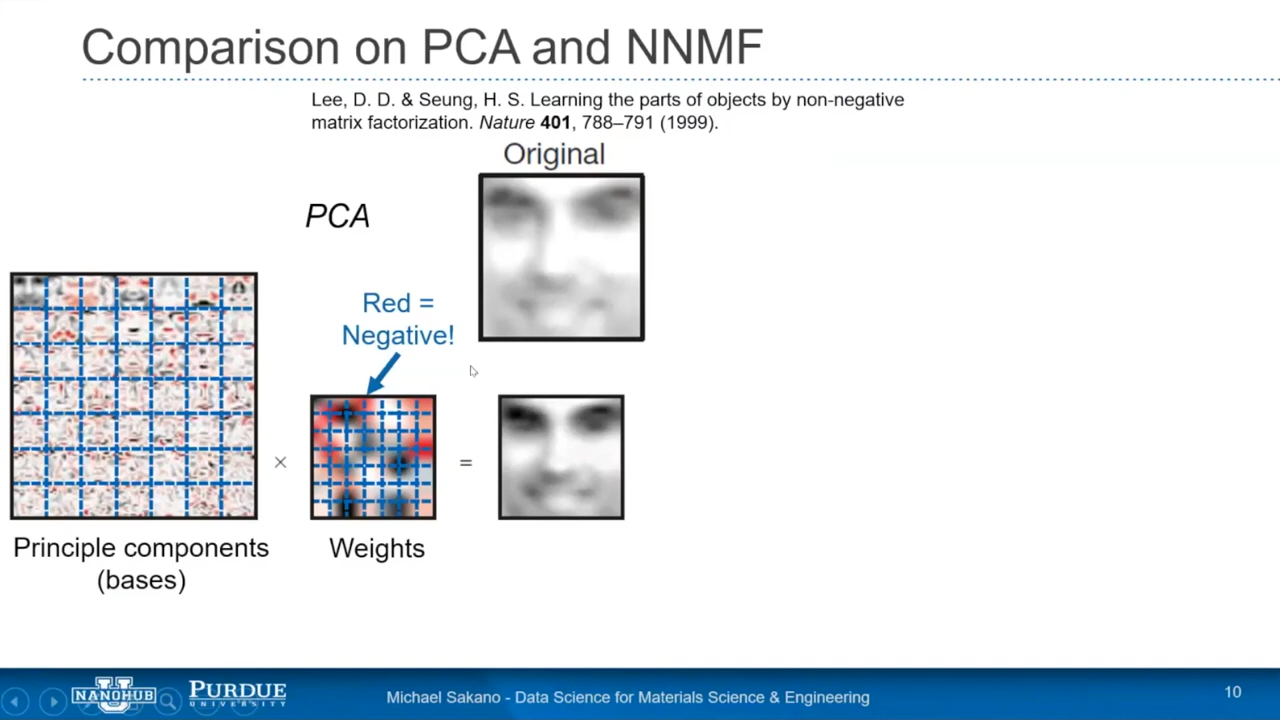 Comparison on PCA and NNMF
Lee, D. D. & Seung, H. S. Learning the parts of objects by non-negative
matrix factorization. Nature 401, 788–791 (1999).
Original
PCA
Red =
Negative!
×
=
Principle components
(bases)
Weights
NANOHUB
PURDUE
UNIVERSITY
Michael Sakano - Data Science for Materials Science & Engineering
10